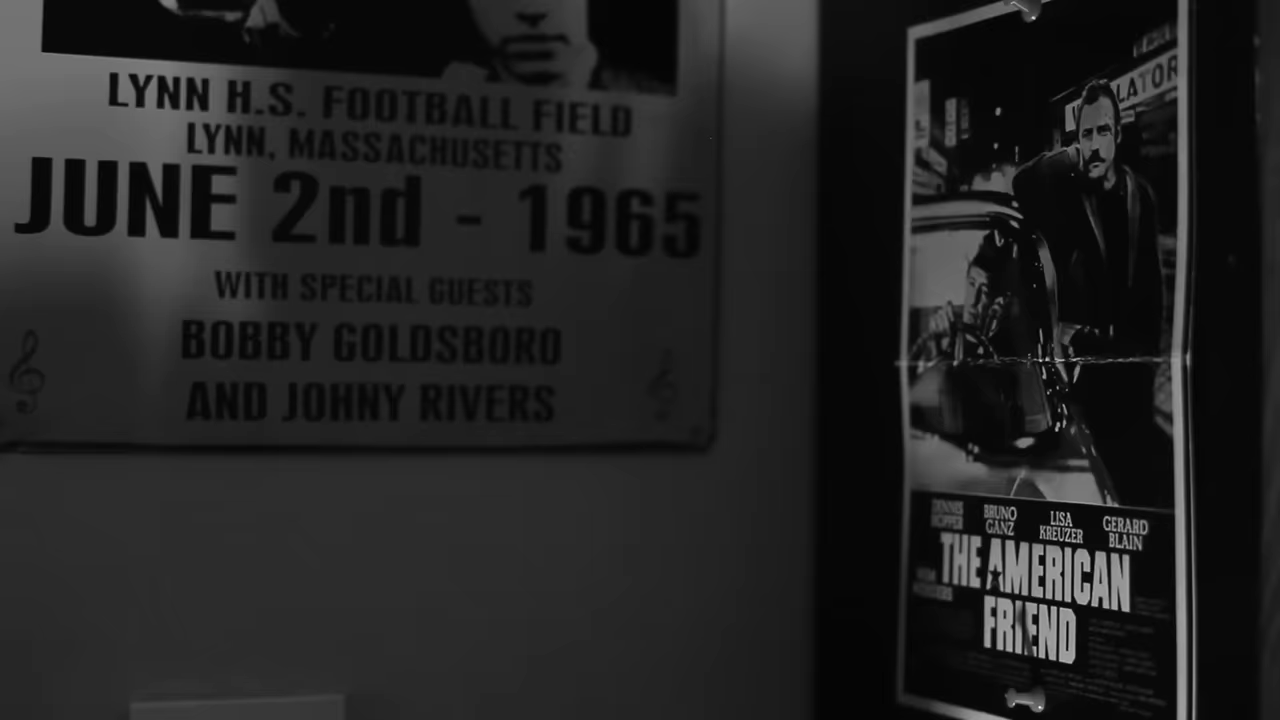 LYNN H.S. FOOTBALL FIELD
LYNN, MASSACHUSETTS
JUNE 2nd - 1965
WITH SPECIAL GUESTS
BOBBY GOLDSBORO
AND JOHNY RIVERS
LATOR
DENNIS HOPPER
BRUNO GANZ
LISA KREUZER
GERARD BLAIN
THE AMERICAN
FRIEND